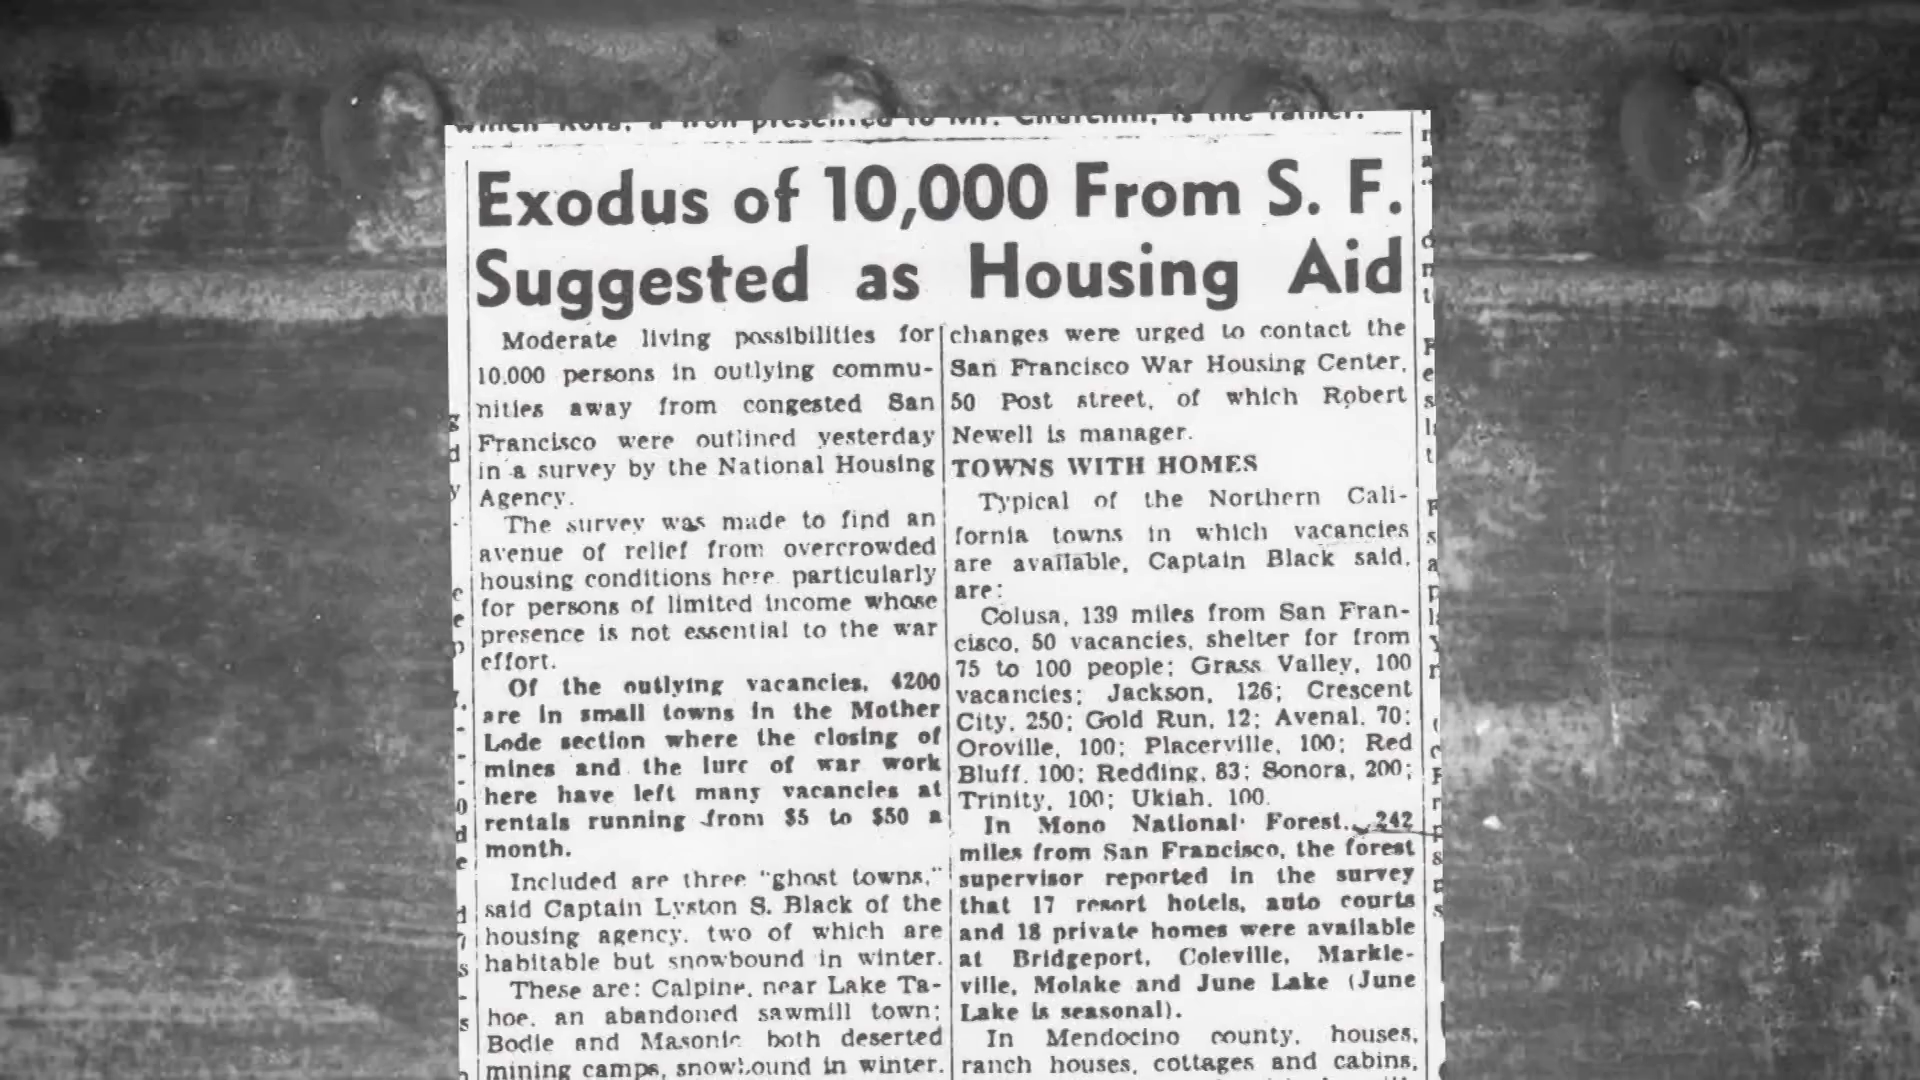 Exodus of 10,000 From S. F.
Suggested as Housing Aid
Moderate living possibilities for
10,000 persons in outlying commu-
nities away from congested San
Francisco were outlined yesterday
in a survey by the National Housing
Agency.
The survey was made to find an
avenue of relief from overcrowded
housing conditions here particularly
for persons of limited income whose
presence is not essential to the war
effort.
Of the outlying vacancies, 4200
are in small towns in the Mother
Lode section where the closing of
mines and the lure of war work
here have left many vacancies at
rentals running from $5 to $50 a
month.
Included are three "ghost towns,"
said Captain Lyston S. Black of the
housing agency, two of which are
habitable but snowbound in winter.
These are: Calpine, near Lake Ta-
hoe, an abandoned sawmill town;
Bodie and Masonic both deserted
mining camps, snowbound in winter.
changes were urged to contact the
San Francisco War Housing Center,
50 Post street, of which Robert
Newell is manager.
TOWNS WITH HOMES
Typical of the Northern Cali-
fornia towns in which vacancies
are available, Captain Black said,
are:
Colusa, 139 miles from San Fran-
cisco, 50 vacancies, shelter for from
75 to 100 people; Grass Valley, 100
vacancies; Jackson, 126; Crescent
City, 250; Gold Run, 12; Avenal, 70;
Oroville, 100; Placerville, 100; Red
Bluff, 100; Redding, 83; Sonora, 200;
Trinity, 100; Ukiah, 100.
In Mono National Forest, 242
miles from San Francisco, the forest
supervisor reported in the survey
that 17 resort hotels, auto courts
and 18 private homes were available
at Bridgeport, Coleville, Markle-
ville, Molake and June Lake (June
Lake is seasonal).
In Mendocino county, houses,
ranch houses, cottages and cabins,